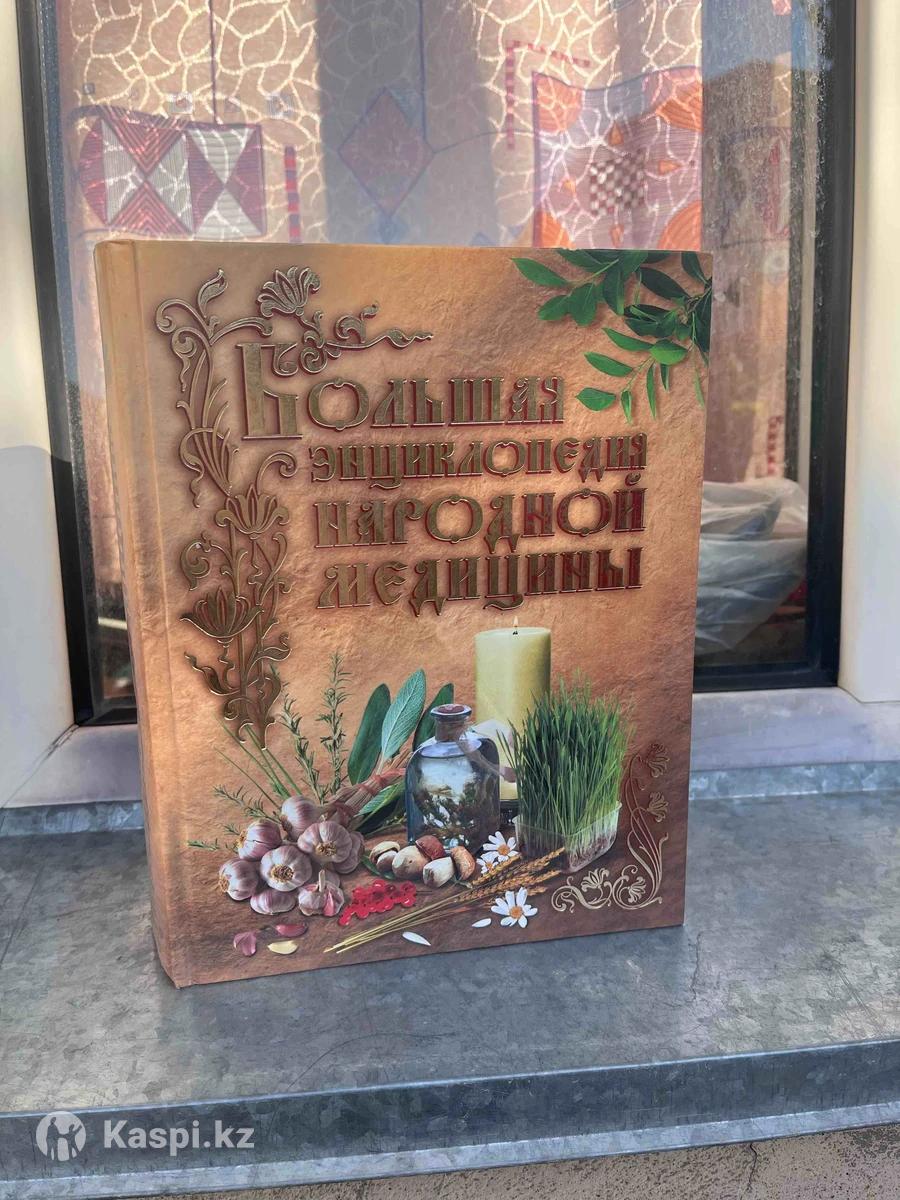 Большая
энциклопедия
народной
медицины
Kaspi.kz